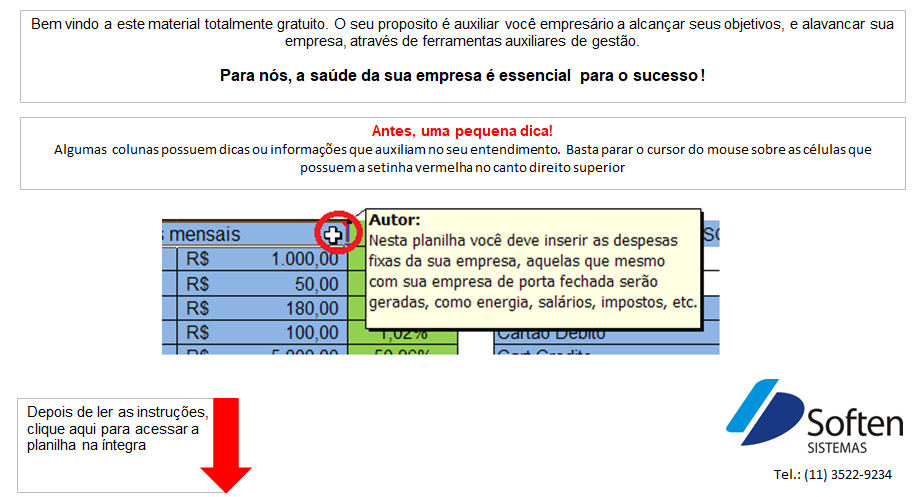 Bem vindo a este material totalmente gratuito. O seu proposito é auxiliar você empresário a alcançar seus objetivos, e alavancar sua
empresa, através de ferramentas auxiliares de gestão.
Para nós, a saúde da sua empresa é essencial para o sucesso!
Antes, uma pequena dica!
Algumas colunas possuem dicas ou informações que auxiliam no seu entendimento. Basta parar o cursor do mouse sobre as células que
possuem a setinha vermelha no canto direito superior
mensais
Autor:
Nesta planilha você deve inserir as despesas
fixas da sua empresa, aquelas que mesmo
com sua empresa de porta fechada serão
geradas, como energia, salários, impostos, etc.
R$ 1.000,00
R$ 50,00
R$ 180,00
R$ 100,00 1,02% Cartão Débito
R$ 5.000,00
Depois de ler as instruções,
clique aqui para acessar a
planilha na íntegra
Soften
SISTEMAS
Tel.: (11) 3522-9234